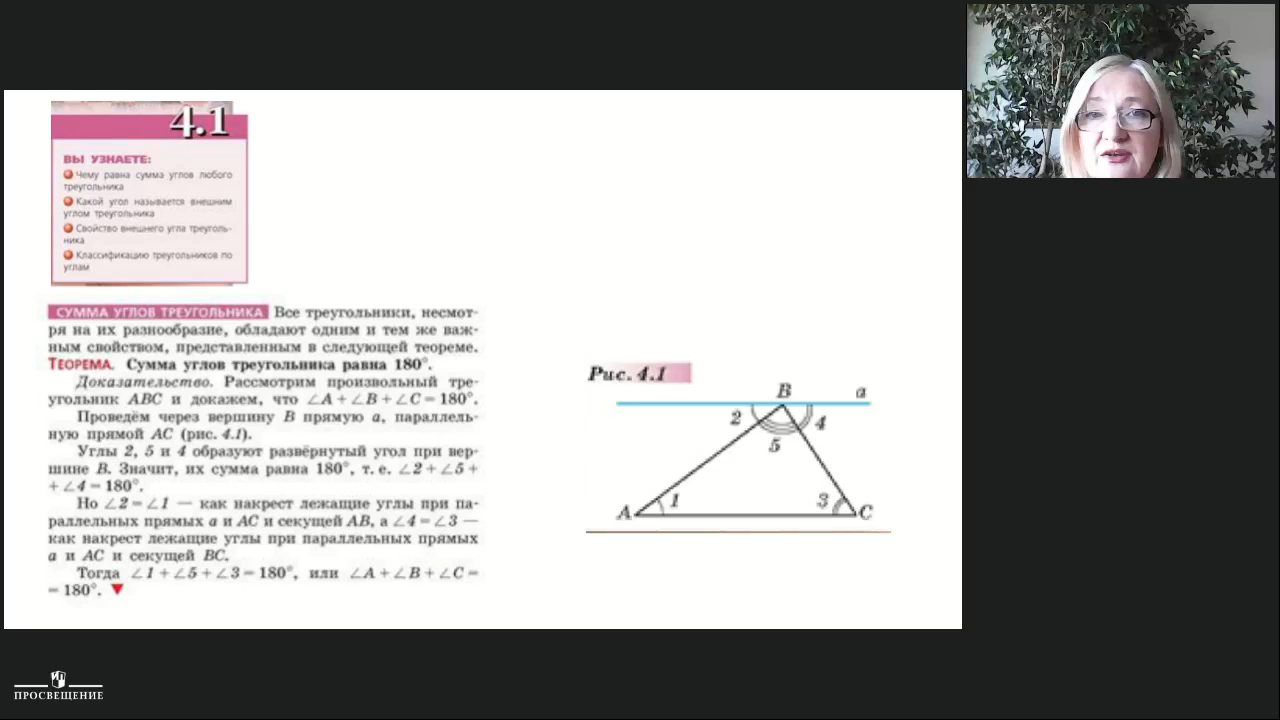 4.1
ВЫ УЗНАЕТЕ:
Чему равна сумма углов любого
треугольника
Какой угол называется внешним
углом треугольника
Свойство внешнего угла треуголь-
ника
Классификацию треугольников по
углам
СУММА УГЛОВ ТРЕУГОЛЬНИКА Все треугольники, несмот-
ря на их разнообразие, обладают одним и тем же важ-
ным свойством, представленным в следующей теореме.
ТЕОРЕМА. Сумма углов треугольника равна 180°.
Доказательство. Рассмотрим произвольный тре-
угольник ABC и докажем, что ∠A + ∠B + ∠C = 180°.
Проведём через вершину B прямую a, параллель-
ную прямой AC (рис. 4.1).
Углы 2, 5 и 4 образуют развёрнутый угол при вер-
шине B. Значит, их сумма равна 180°, т. е. ∠2 + ∠5 +
+ ∠4 = 180°.
Но ∠2 = ∠1 — как накрест лежащие углы при па-
раллельных прямых a и AC и секущей AB, а ∠4 = ∠3 —
как накрест лежащие углы при параллельных прямых
a и AC и секущей BC.
Тогда ∠1 + ∠5 + ∠3 = 180°, или ∠A + ∠B + ∠C =
= 180°.
Рис. 4.1
B a
2 4
5
A 1 3 C
ПРОСВЕЩЕНИЕ